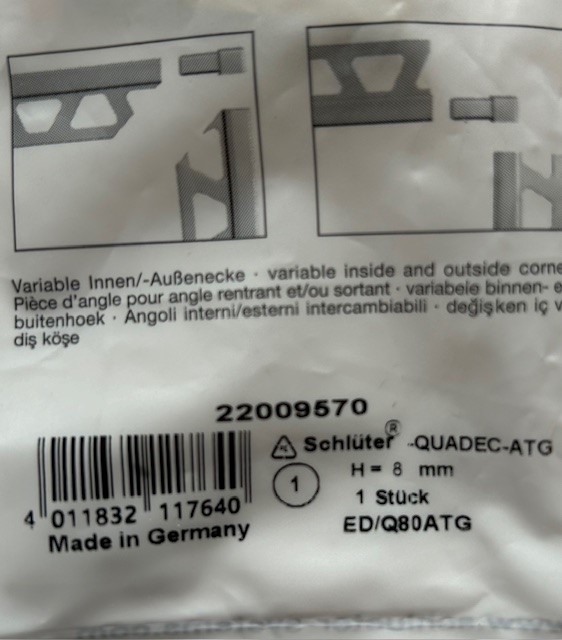 Variable Innen/-Außenecke · variable inside and outside corne
Pièce d'angle pour angle rentrant et/ou sortant · variabele binnen- e
buitenhoek · Angoli interni/esterni intercambiabili · değişken iç v
diş köşe
22009570
Schlüter® -QUADEC-ATG
1
H = 8 mm
1 Stück
ED/Q80ATG
4 011832 117640
Made in Germany